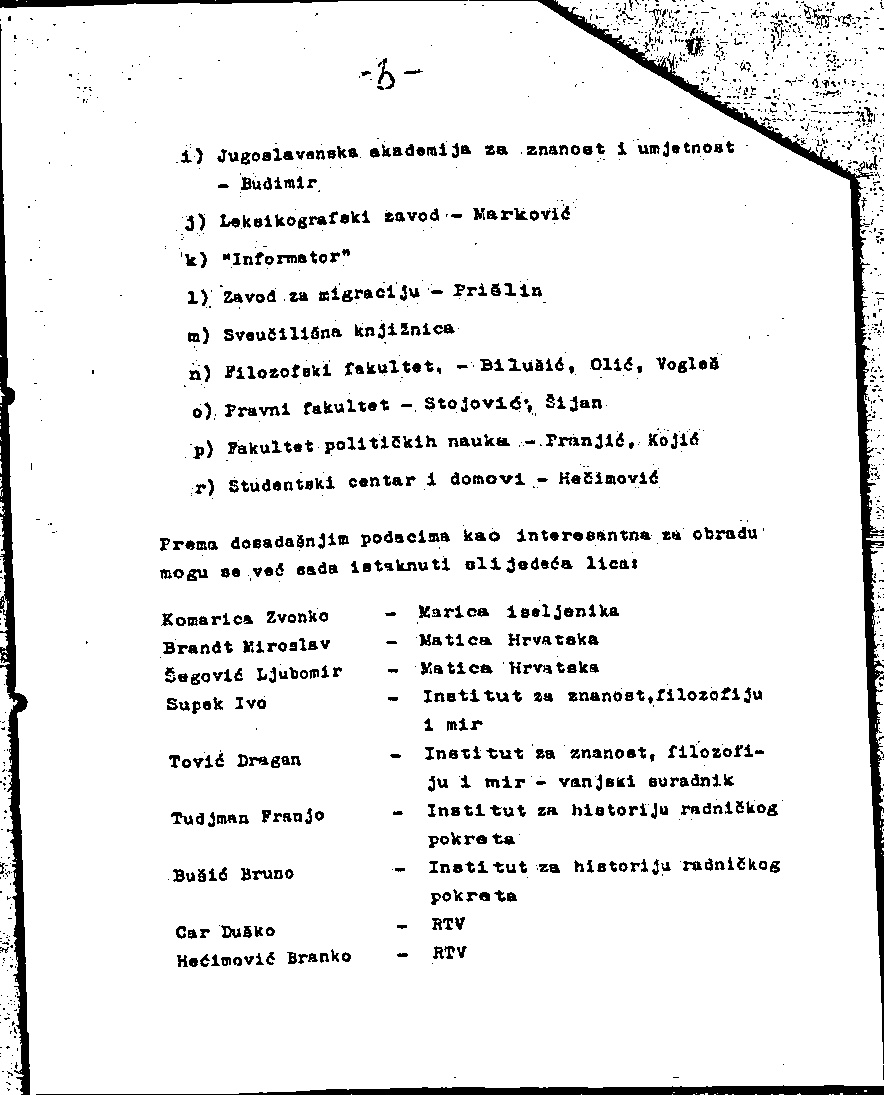 -3-
i) Jugoslavenska akademija za znanost i umjetnost
- Budimir
j) Leksikografski zavod - Marković
k) "Informator"
l) Zavod za migraciju - Prišlin
m) Sveučilišna knjižnica
n) Filozofski fakultet, - Bilušić, Olić, Vogleš
o) Pravni fakultet - Stojović, Šijan
p) Fakultet političkih nauka - Franjić, Kojić
r) Studentski centar i domovi - Hečimović
Prema dosadašnjim podacima kao interesantna za obradu
mogu se već sada istaknuti slijedeća lica:
Komarica Zvonko - Marica iseljenika
Brandt Miroslav - Matica Hrvatska
Šegović Ljubomir - Matica Hrvatska
Supek Ivo - Institut za znanost,filozofiju
i mir
Tović Dragan - Institut za znanost, filozofi-
ju i mir - vanjski suradnik
Tudjman Franjo - Institut za historiju radničkog
pokreta
Bušić Bruno - Institut za historiju radničkog
pokreta
Car Duško - RTV
Hećimović Branko - RTV